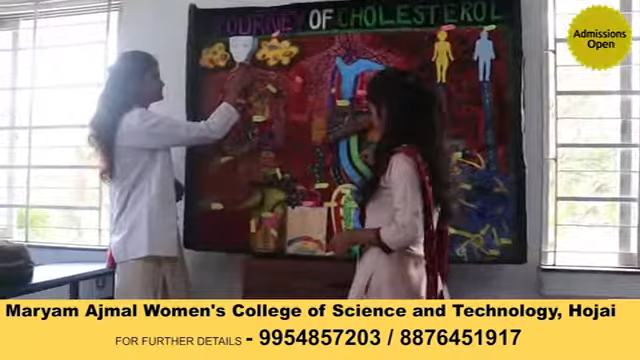 JOURNEY OF CHOLESTEROL
Admissions
Open
Maryam Ajmal Women's College of Science and Technology, Hojai
FOR FURTHER DETAILS - 9954857203 / 8876451917